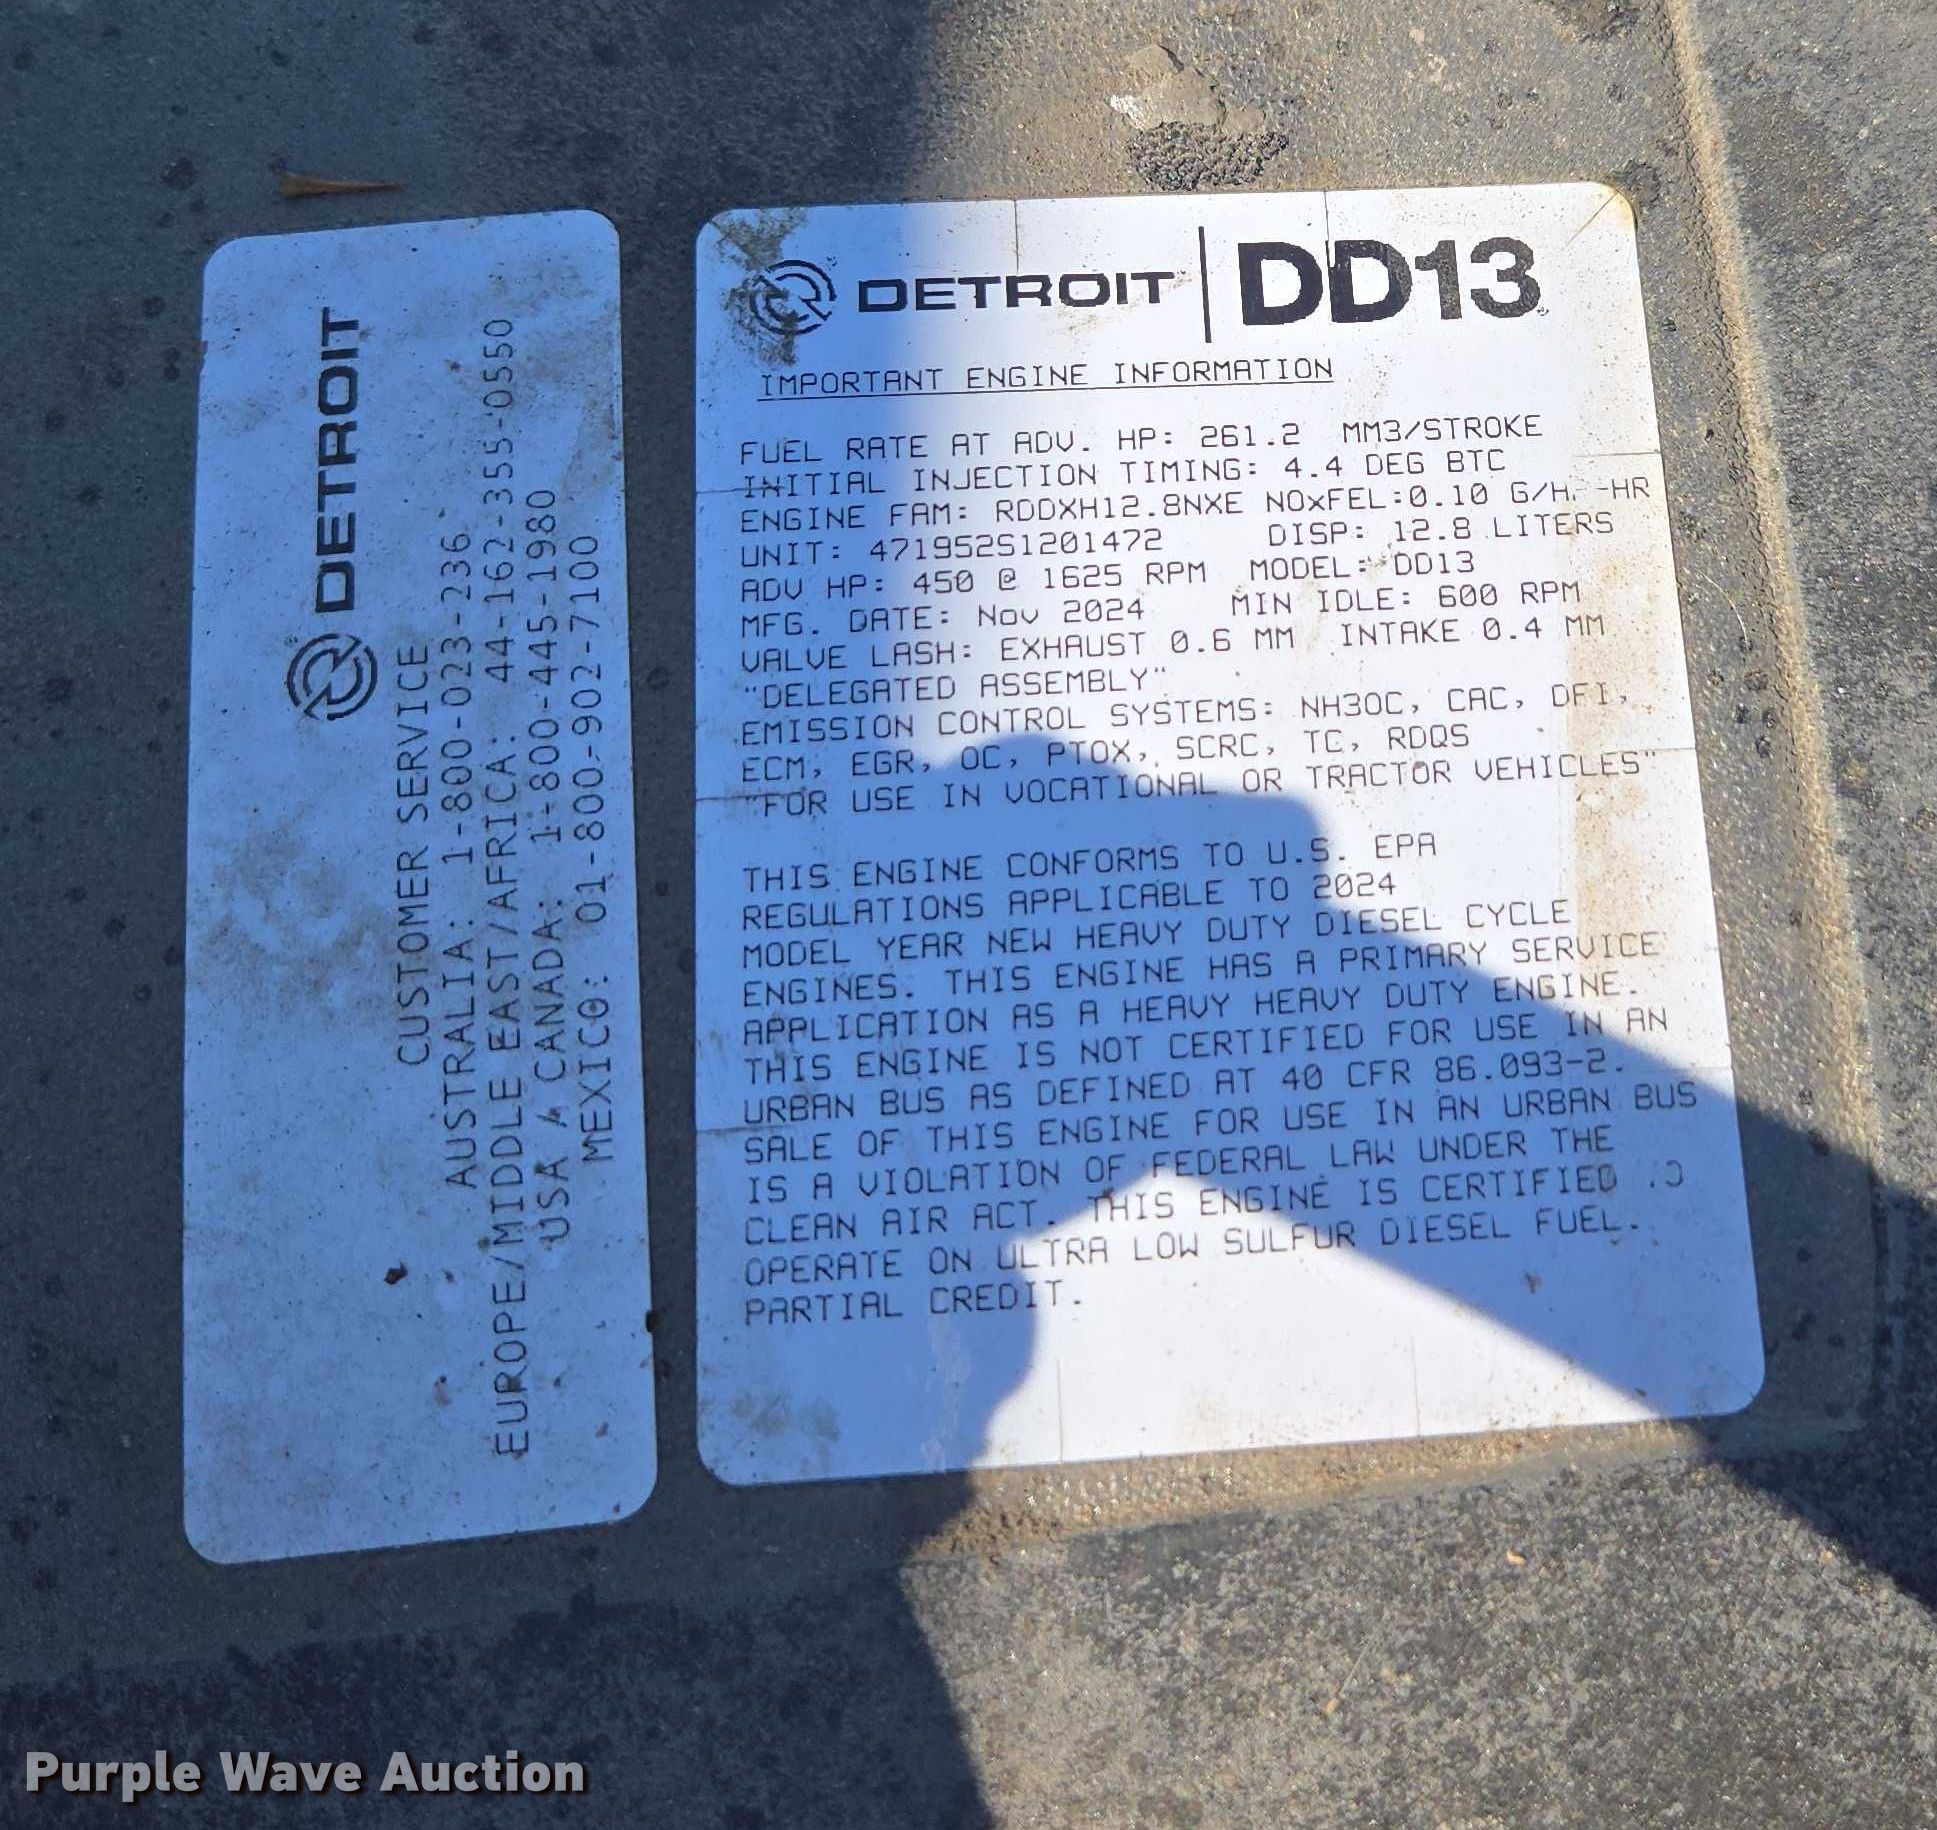 DETROIT
CUSTOMER SERVICE
AUSTRALIA: 1-800-023-236
EUROPE/MIDDLE EAST/AFRICA: 44-162-355-0550
USA / CANADA: 1-800-445-1980
MEXICO: 01-800-902-7100
DETROIT | DD13
IMPORTANT ENGINE INFORMATION
FUEL RATE AT ADV. HP: 261.2 MM3/STROKE
INITIAL INJECTION TIMING: 4.4 DEG BTC
ENGINE FAM: RDDXH12.8NXE NOxFEL:0.10 G/H -HR
UNIT: 471952S1201472 DISP: 12.8 LITERS
ADV HP: 450 @ 1625 RPM MODEL: DD13
MFG. DATE: Nov 2024 MIN IDLE: 600 RPM
VALVE LASH: EXHAUST 0.6 MM INTAKE 0.4 MM
"DELEGATED ASSEMBLY"
EMISSION CONTROL SYSTEMS: NH3OC, CAC, DFI,
ECM, EGR, OC, PTOX, SCRC, TC, RDQS
"FOR USE IN VOCATIONAL OR TRACTOR VEHICLES"
THIS ENGINE CONFORMS TO U.S. EPA
REGULATIONS APPLICABLE TO 2024
MODEL YEAR NEW HEAVY DUTY DIESEL CYCLE
ENGINES. THIS ENGINE HAS A PRIMARY SERVICE
APPLICATION AS A HEAVY HEAVY DUTY ENGINE.
THIS ENGINE IS NOT CERTIFIED FOR USE IN AN
URBAN BUS AS DEFINED AT 40 CFR 86.093-2.
SALE OF THIS ENGINE FOR USE IN AN URBAN BUS
IS A VIOLATION OF FEDERAL LAW UNDER THE
CLEAN AIR ACT. THIS ENGINE IS CERTIFIED TO
OPERATE ON ULTRA LOW SULFUR DIESEL FUEL.
PARTIAL CREDIT.
Purple Wave Auction